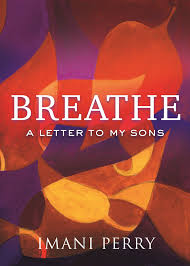 BREATHE
A LETTER TO MY SONS
IMANI PERRY